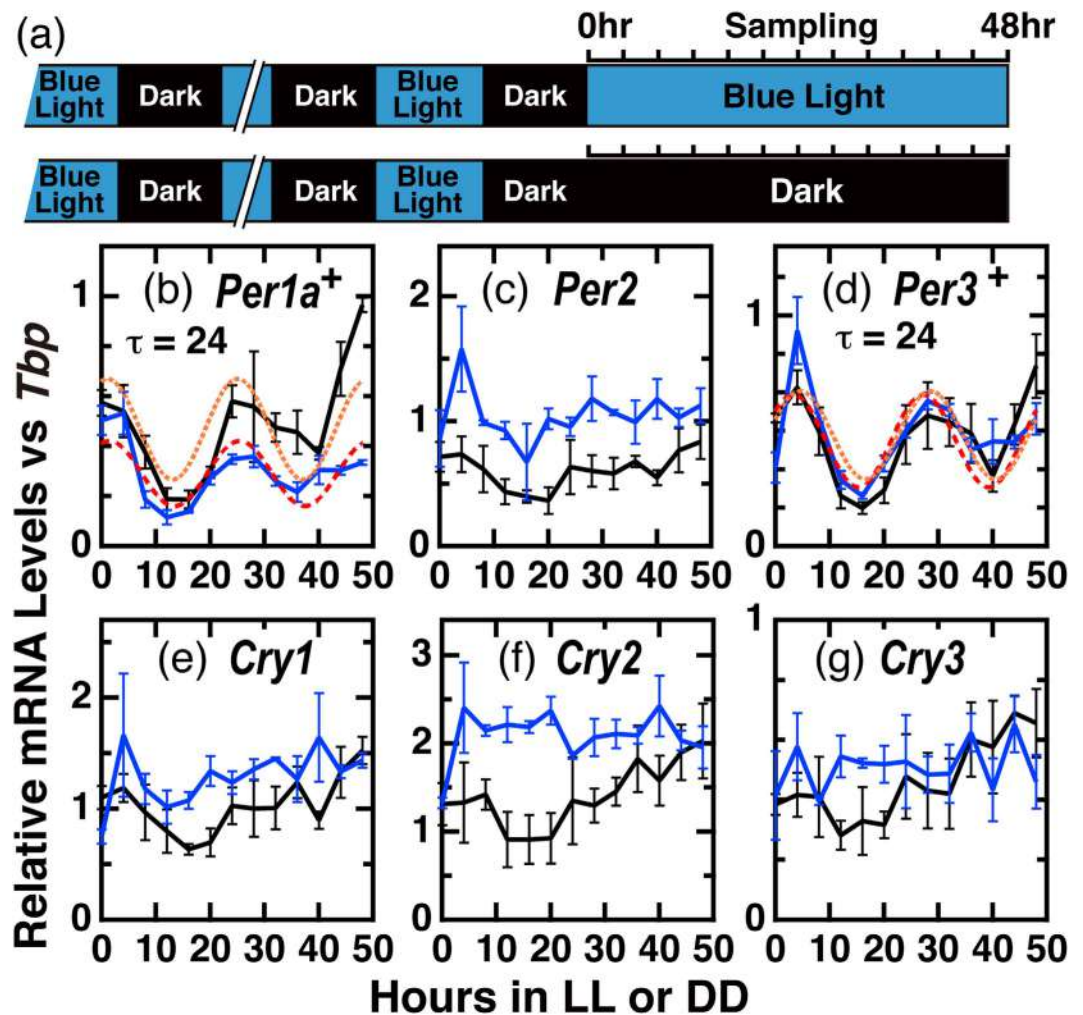 (a)
0hr Sampling 48hr
Blue Light Dark Dark Blue Light Dark Blue Light
Blue Light Dark Dark Blue Light Dark Dark
Relative mRNA Levels vs Tbp
(b) Per1a+
τ = 24
1
0
0 10 20 30 40 50
(c) Per2
2
1
0
0 10 20 30 40 50
(d) Per3+
τ = 24
1
0
0 10 20 30 40 50
(e) Cry1
2
1
0
0 10 20 30 40 50
(f) Cry2
3
2
1
0
0 10 20 30 40 50
(g) Cry3
1
0
0 10 20 30 40 50
Hours in LL or DD